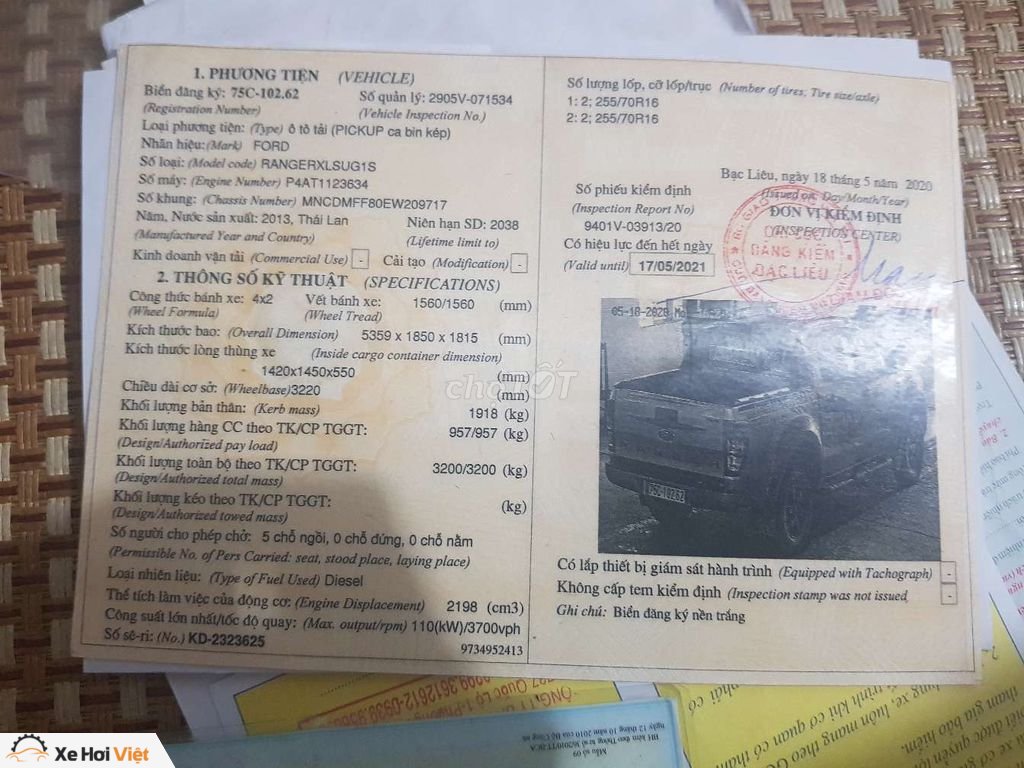 1. PHƯƠNG TIỆN (VEHICLE)
Biển đăng ký: 75C-102.62 Số quản lý: 2905V-071534
(Registration Number) (Vehicle Inspection No.)
Loại phương tiện: (Type) ô tô tải (PICKUP ca bin kép)
Nhãn hiệu: (Mark) FORD
Số loại: (Model code) RANGERXLSUG1S
Số máy: (Engine Number) P4AT1123634
Số khung: (Chassis Number) MNCDMFF80EW209717
Năm, Nước sản xuất: 2013, Thái Lan Niên hạn SD: 2038
(Manufactured Year and Country) (Lifetime limit to)
Kinh doanh vận tải (Commercial Use) - Cải tạo (Modification) -
2. THÔNG SỐ KỸ THUẬT (SPECIFICATIONS)
Công thức bánh xe: 4x2 Vết bánh xe: 1560/1560 (mm)
(Wheel Formula) (Wheel Tread)
Kích thước bao: (Overall Dimension) 5359 x 1850 x 1815 (mm)
Kích thước lòng thùng xe (Inside cargo container dimension)
1420x1450x550 (mm)
Chiều dài cơ sở: (Wheelbase) 3220 (mm)
Khối lượng bản thân: (Kerb mass) 1918 (kg)
Khối lượng hàng CC theo TK/CP TGGT: 957/957 (kg)
(Design/Authorized pay load)
Khối lượng toàn bộ theo TK/CP TGGT: 3200/3200 (kg)
(Design/Authorized total mass)
Khối lượng kéo theo TK/CP TGGT: (kg)
(Design/Authorized towed mass)
Số người cho phép chở: 5 chỗ ngồi, 0 chỗ đứng, 0 chỗ nằm
(Permissible No. of Pers Carried: seat, stood place, laying place)
Loại nhiên liệu: (Type of Fuel Used) Diesel
Thể tích làm việc của động cơ: (Engine Displacement) 2198 (cm3)
Công suất lớn nhất/tốc độ quay: (Max. output/rpm) 110(kW)/3700vph
Số sê-ri: (No.) KD-2323625 9734952413
Số lượng lốp, cỡ lốp/trục (Number of tires; Tire size/axle)
1: 2; 255/70R16
2: 2; 255/70R16
Bạc Liêu, ngày 18 tháng 5 năm 2020
(Issued on: Day/Month/Year)
Số phiếu kiểm định ĐƠN VỊ KIỂM ĐỊNH
(Inspection Report No) (INSPECTION CENTER)
9401V-03913/20
Có hiệu lực đến hết ngày
(Valid until) 17/05/2021
ĐĂNG KIỂM
BẠC LIÊU
05-18-2020
chợTỐT
75C-10262
Có lắp thiết bị giám sát hành trình (Equipped with Tachograph) -
Không cấp tem kiểm định (Inspection stamp was not issued -
Ghi chú: Biển đăng ký nền trắng
Xe Hơi Việt